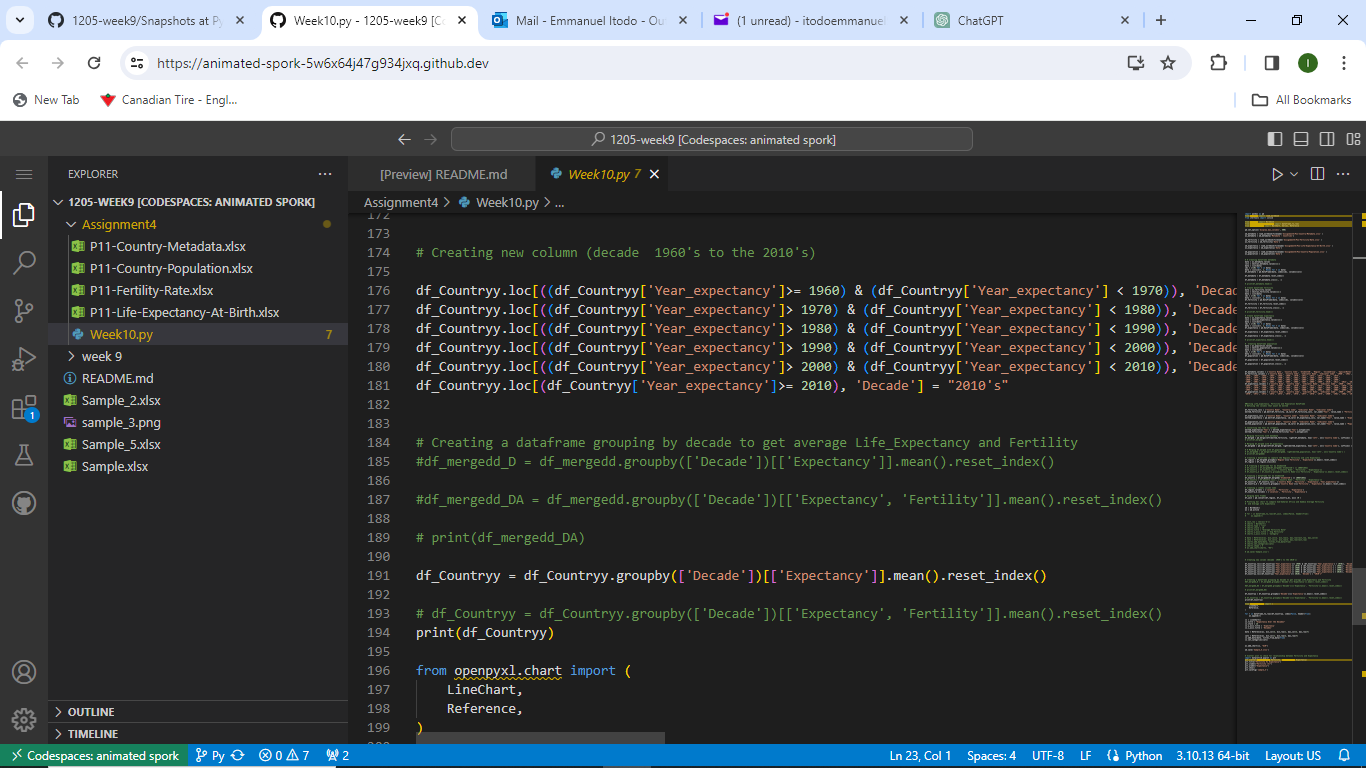 1205-week9/Snapshots at Py
Week10.py - 1205-week9 [Co
Mail - Emmanuel Itodo - Ou
(1 unread) - itodoemmanuel
ChatGPT
https://animated-spork-5w6x64j47g934jxq.github.dev
I
New Tab
Canadian Tire - Engl...
All Bookmarks
1205-week9 [Codespaces: animated spork]
EXPLORER
[Preview] README.md
Week10.py 7
1205-WEEK9 [CODESPACES: ANIMATED SPORK]
Assignment4
P11-Country-Metadata.xlsx
P11-Country-Population.xlsx
P11-Fertility-Rate.xlsx
P11-Life-Expectancy-At-Birth.xlsx
Week10.py 7
week 9
README.md
Sample_2.xlsx
sample_3.png
Sample_5.xlsx
Sample.xlsx
OUTLINE
TIMELINE
1
Assignment4 > Week10.py > ...
172
173
174 # Creating new column (decade  1960's to the 2010's)
175
176 df_Countryy.loc[((df_Countryy['Year_expectancy']>= 1960) & (df_Countryy['Year_expectancy'] < 1970)), 'Decad
177 df_Countryy.loc[((df_Countryy['Year_expectancy']> 1970) & (df_Countryy['Year_expectancy'] < 1980)), 'Decade
178 df_Countryy.loc[((df_Countryy['Year_expectancy']> 1980) & (df_Countryy['Year_expectancy'] < 1990)), 'Decade
179 df_Countryy.loc[((df_Countryy['Year_expectancy']> 1990) & (df_Countryy['Year_expectancy'] < 2000)), 'Decade
180 df_Countryy.loc[((df_Countryy['Year_expectancy']> 2000) & (df_Countryy['Year_expectancy'] < 2010)), 'Decade
181 df_Countryy.loc[(df_Countryy['Year_expectancy']>= 2010), 'Decade'] = "2010's"
182
183
184 # Creating a dataframe grouping by decade to get average Life_Expectancy and Fertility
185 #df_mergedd_D = df_mergedd.groupby(['Decade'])[['Expectancy']].mean().reset_index()
186
187 #df_mergedd_DA = df_mergedd.groupby(['Decade'])[['Expectancy', 'Fertility']].mean().reset_index()
188
189 # print(df_mergedd_DA)
190
191 df_Countryy = df_Countryy.groupby(['Decade'])[['Expectancy']].mean().reset_index()
192
193 # df_Countryy = df_Countryy.groupby(['Decade'])[['Expectancy', 'Fertility']].mean().reset_index()
194 print(df_Countryy)
195
196 from openpyxl.chart import (
197 LineChart,
198 Reference,
199 )
Codespaces: animated spork
Py
0
7
2
Ln 23, Col 1
Spaces: 4
UTF-8
LF
Python
3.10.13 64-bit
Layout: US